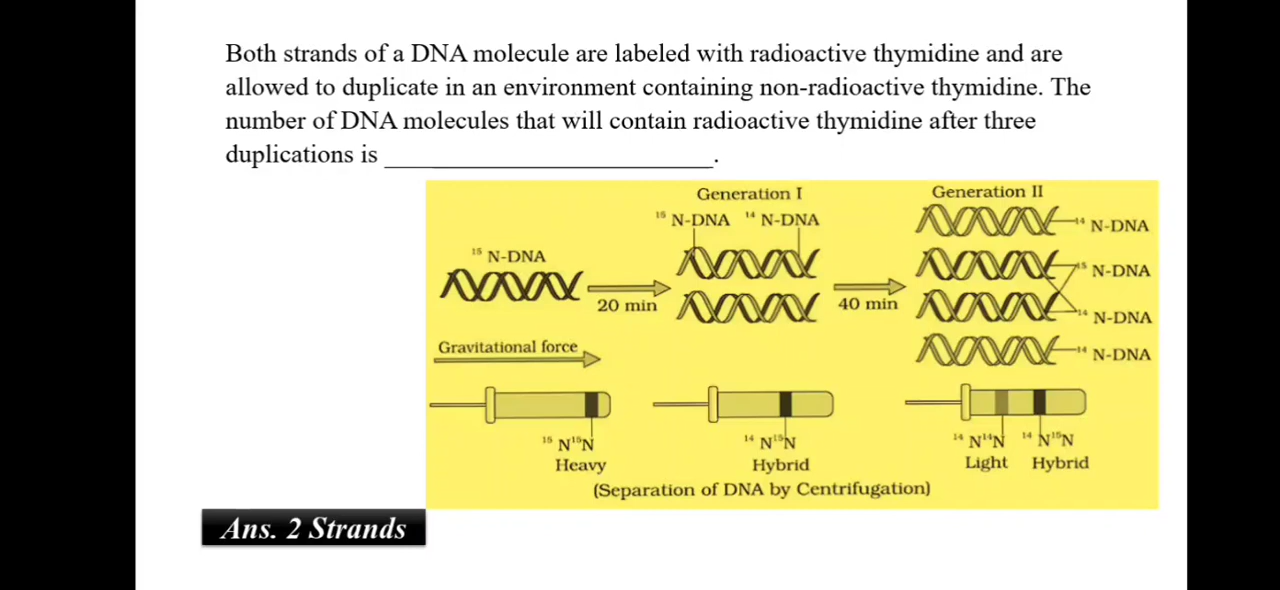 Both strands of a DNA molecule are labeled with radioactive thymidine and are
allowed to duplicate in an environment containing non-radioactive thymidine. The
number of DNA molecules that will contain radioactive thymidine after three
duplications is ____________________________.
Generation I
Generation II
¹⁵ N-DNA ¹⁴ N-DNA
¹⁴ N-DNA
¹⁵ N-DNA
¹⁵ N-DNA
20 min
40 min
¹⁴ N-DNA
Gravitational force
¹⁴ N-DNA
¹⁵ N¹⁵N
Heavy
¹⁴ N¹⁵N
Hybrid
¹⁴ N¹⁴N ¹⁴ N¹⁵N
Light Hybrid
(Separation of DNA by Centrifugation)
Ans. 2 Strands